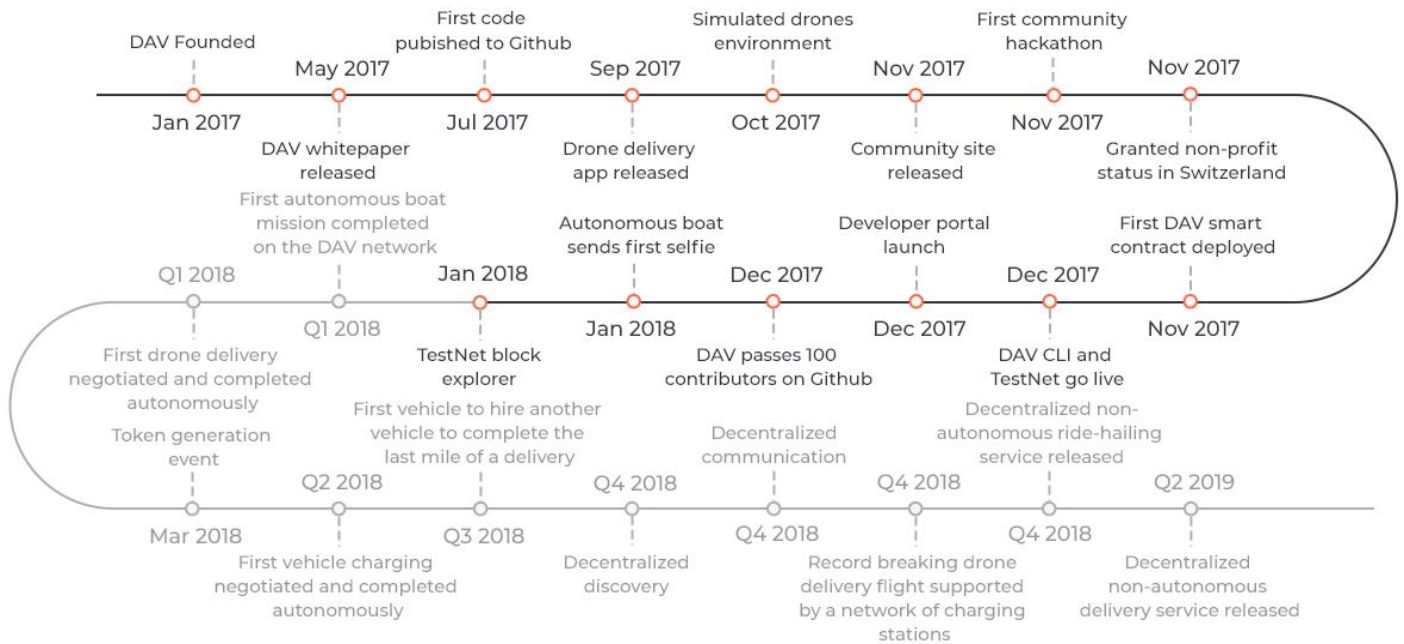 DAV Founded
Jan 2017
May 2017
DAV whitepaper
released
First code
pubished to Github
Jul 2017
Sep 2017
Drone delivery
app released
Simulated drones
environment
Oct 2017
Nov 2017
Community site
released
First community
hackathon
Nov 2017
Nov 2017
Granted non-profit
status in Switzerland
First DAV smart
contract deployed
Nov 2017
Dec 2017
DAV CLI and
TestNet go live
Developer portal
launch
Dec 2017
Dec 2017
DAV passes 100
contributors on Github
Autonomous boat
sends first selfie
Jan 2018
Jan 2018
TestNet block
explorer
First autonomous boat
mission completed
on the DAV network
Q1 2018
Q1 2018
First drone delivery
negotiated and completed
autonomously
Token generation
event
Mar 2018
Q2 2018
First vehicle charging
negotiated and completed
autonomously
First vehicle to hire another
vehicle to complete the
last mile of a delivery
Q3 2018
Q4 2018
Decentralized
discovery
Decentralized
communication
Q4 2018
Q4 2018
Record breaking drone
delivery flight supported
by a network of charging
stations
Decentralized non-
autonomous ride-hailing
service released
Q4 2018
Q2 2019
Decentralized
non-autonomous
delivery service released